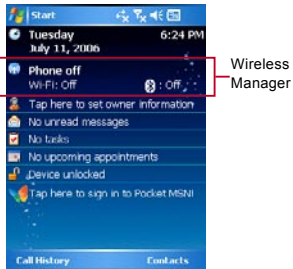 Start
Tuesday 6:24 PM
July 11, 2006
Phone off
Wi-Fi: Off : Off
Wireless
Manager
Tap here to set owner information
No unread messages
No tasks
No upcoming appointments
Device unlocked
Tap here to sign in to Pocket MSN!
Call History Contacts